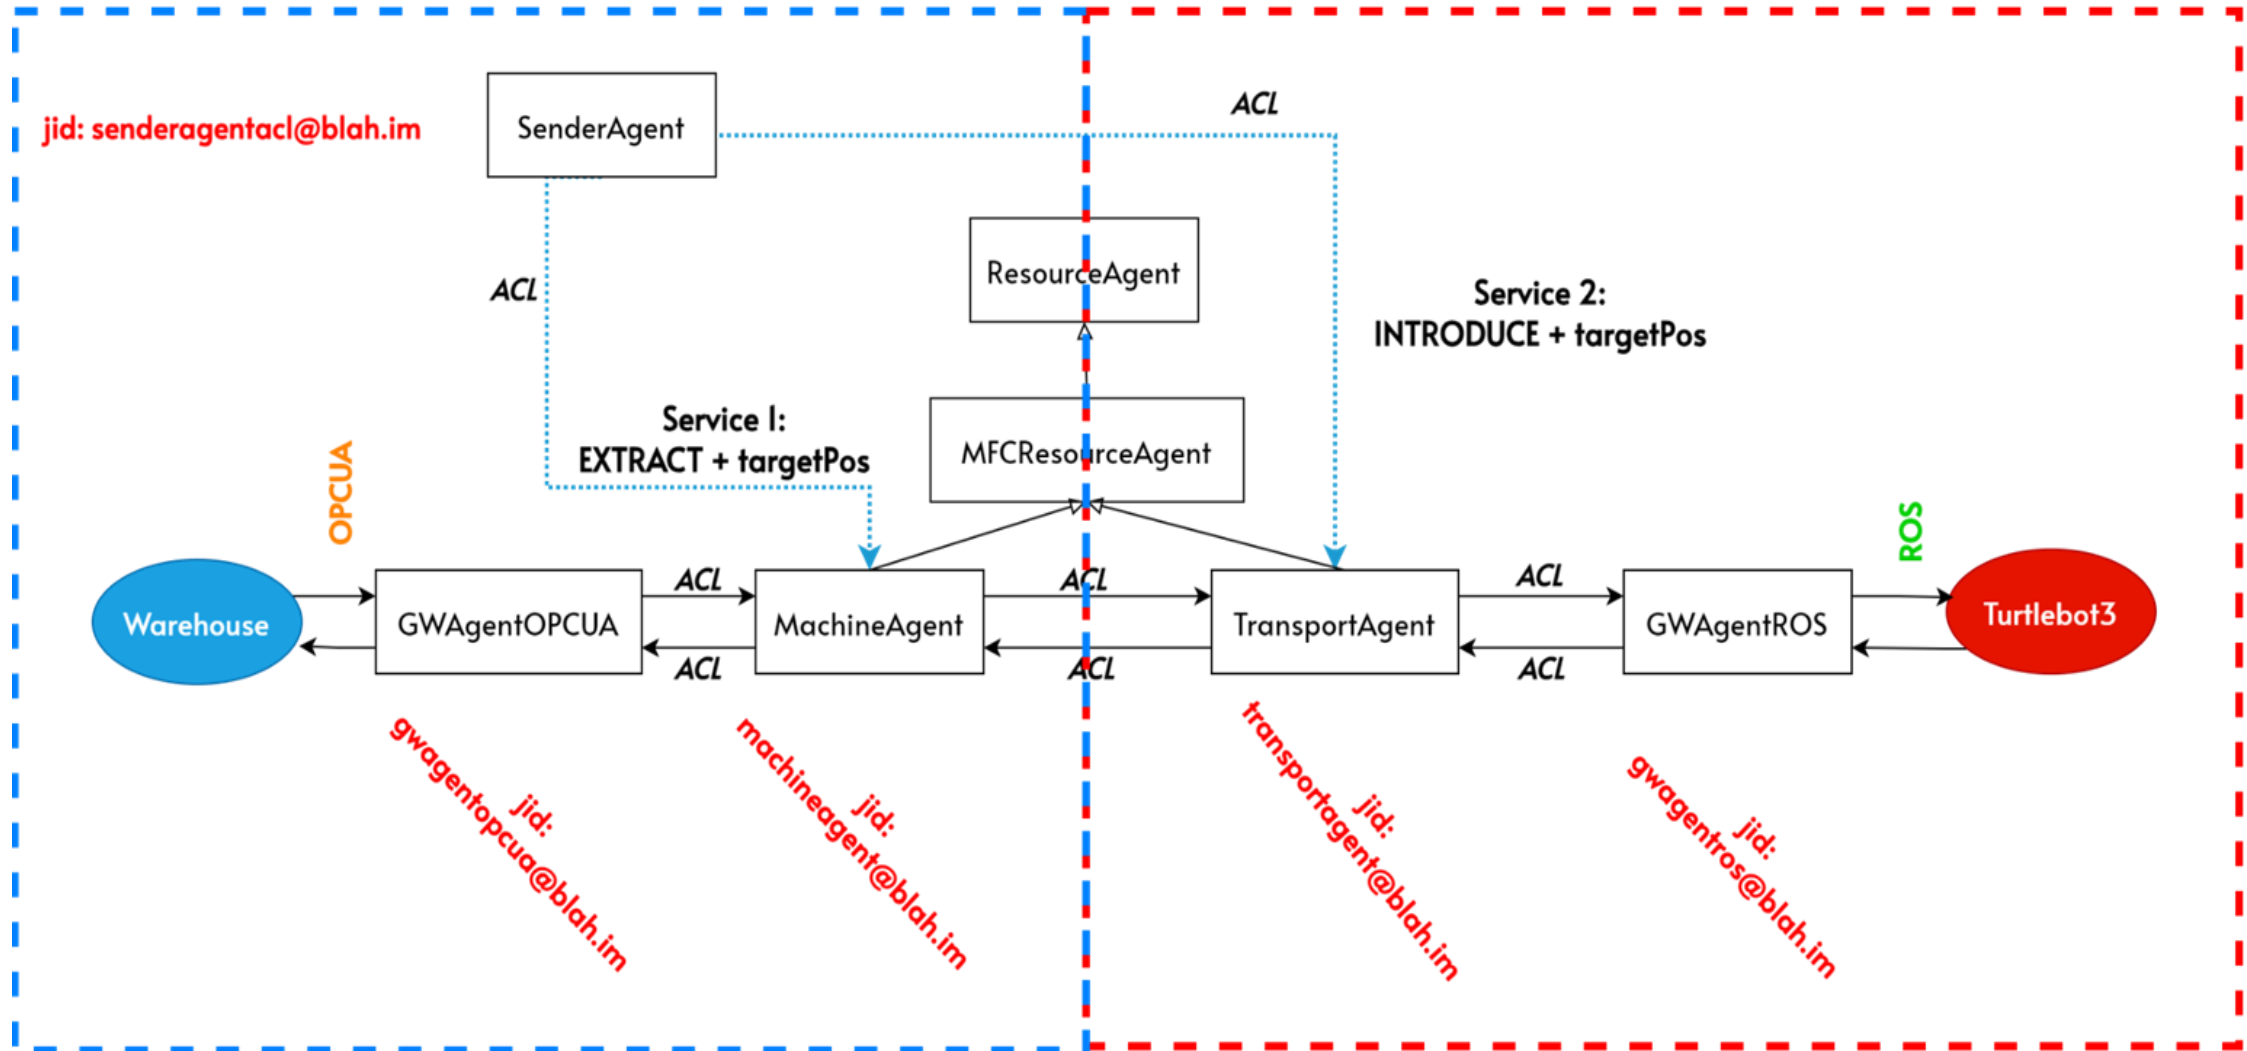 ACL
SenderAgent
jid: senderagentacl@blah.im
ResourceAgent
ACL
Service 2:
INTRODUCE + targetPos
Service 1:
EXTRACT + targetPos
MFCResourceAgent
OPCUA
ROS
ACL
ACL
ACL
Warehouse
GWAgentOPCUA
MachineAgent
TransportAgent
GWAgentROS
Turtlebot3
ACL
ACL
ACL
jid:
gwagentopcua@blah.im
jid:
machineagent@blah.im
jid:
transportagent@blah.im
jid:
gwagentros@blah.im